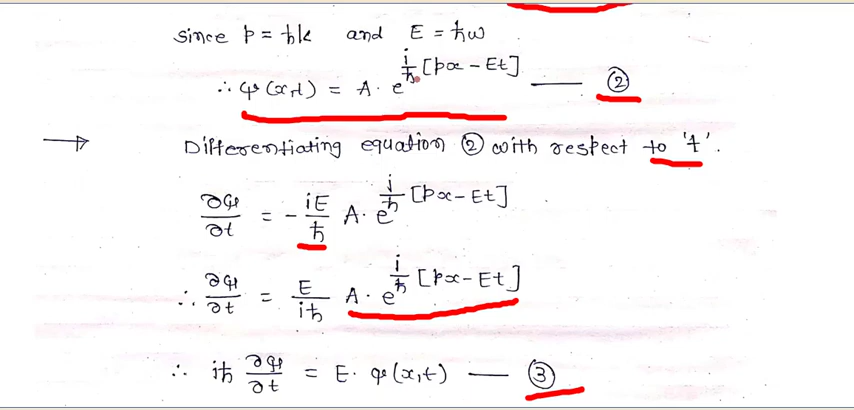 since p = ħk and E = ħω
∴ ψ(x,t) = A. e^{i/ħ [px - Et]} — ②
→ Differentiating equation ② with respect to 't'.
∂ψ/∂t = - iE/ħ A. e^{i/ħ [px - Et]}
∴ ∂ψ/∂t = E/iħ A. e^{i/ħ [px - Et]}
∴ iħ ∂ψ/∂t = E. ψ(x,t) — ③